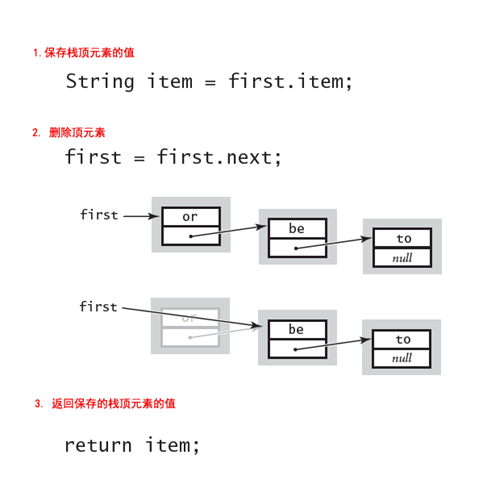 1.保存栈顶元素的值
String item = first.item;
2. 删除顶元素
first = first.next;
first
or
be
to
null
first
or
be
to
null
3. 返回保存的栈顶元素的值
return item;